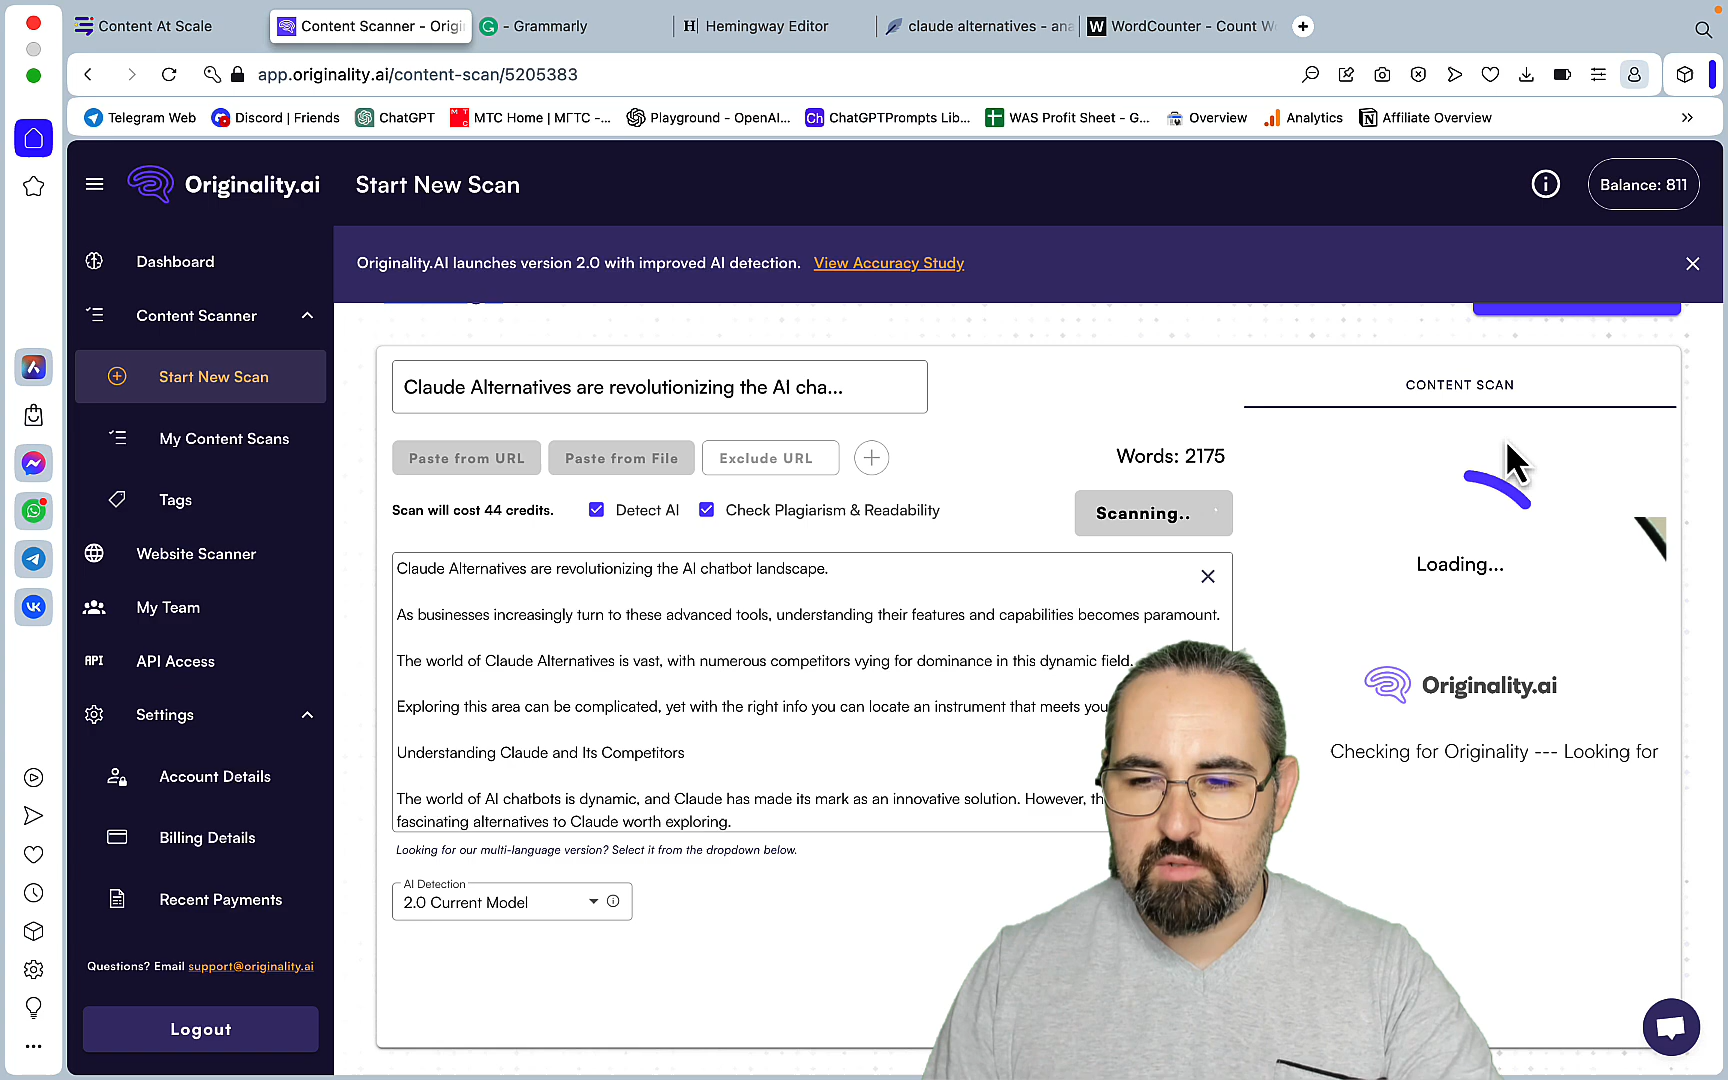 Content At Scale
Content Scanner - Origi
- Grammarly
Hemingway Editor
claude alternatives - ana
WordCounter - Count W
app.originality.ai/content-scan/5205383
Telegram Web
Discord | Friends
ChatGPT
MTC Home | МГТС -...
Playground - OpenAI...
ChatGPTPrompts Lib...
WAS Profit Sheet - G...
Overview
Analytics
Affiliate Overview
Originality.ai
Start New Scan
Balance: 811
Originality.AI launches version 2.0 with improved AI detection. View Accuracy Study
Dashboard
Content Scanner
Start New Scan
My Content Scans
Tags
Website Scanner
My Team
API API Access
Settings
Account Details
Billing Details
Recent Payments
Questions? Email support@originality.ai
Logout
Claude Alternatives are revolutionizing the AI cha...
Paste from URL
Paste from File
Exclude URL
Words: 2175
Scan will cost 44 credits.
Detect AI
Check Plagiarism & Readability
Scanning..
Claude Alternatives are revolutionizing the AI chatbot landscape.
As businesses increasingly turn to these advanced tools, understanding their features and capabilities becomes paramount.
The world of Claude Alternatives is vast, with numerous competitors vying for dominance in this dynamic field.
Exploring this area can be complicated, yet with the right info you can locate an instrument that meets you
Understanding Claude and Its Competitors
The world of AI chatbots is dynamic, and Claude has made its mark as an innovative solution. However, th
fascinating alternatives to Claude worth exploring.
Looking for our multi-language version? Select it from the dropdown below.
AI Detection
2.0 Current Model
CONTENT SCAN
Loading...
Originality.ai
Checking for Originality --- Looking for